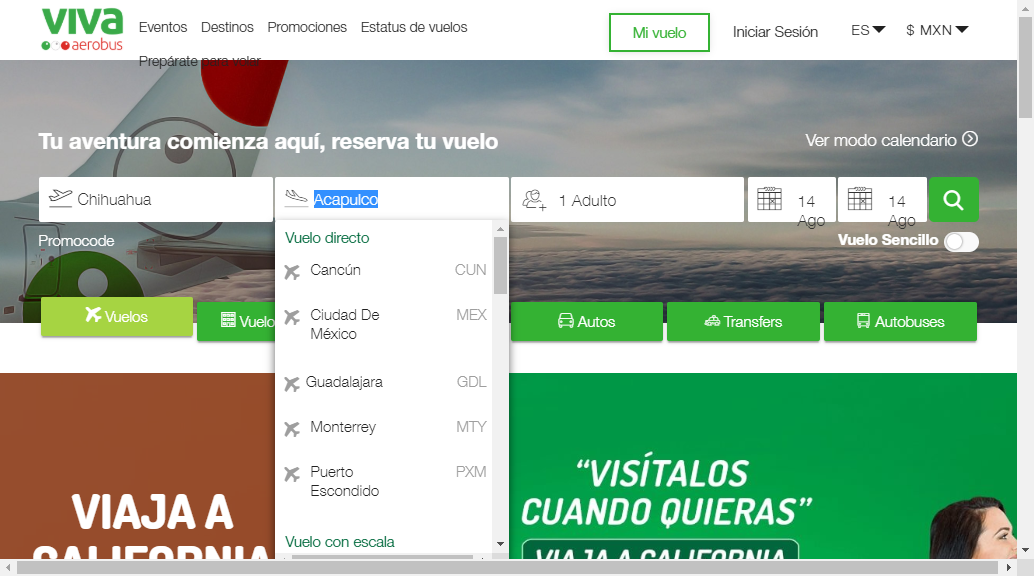 viva
aerobus
Eventos Destinos Promociones Estatus de vuelos
Prepárate para volar
Mi vuelo
Iniciar Sesión
ES
$ MXN
Tu aventura comienza aquí, reserva tu vuelo
Ver modo calendario
Chihuahua
Acapulco
1 Adulto
14
Ago
14
Ago
Promocode
Vuelo Sencillo
Vuelo directo
Cancún CUN
Ciudad De
México
MEX
Guadalajara GDL
Monterrey MTY
Puerto
Escondido
PXM
Vuelo con escala
Vuelos
Vuelo
Autos
Transfers
Autobuses
VIAJA A
CALIFORNIA
“VISÍTALOS
CUANDO QUIERAS”
VIAJA A CALIFORNIA